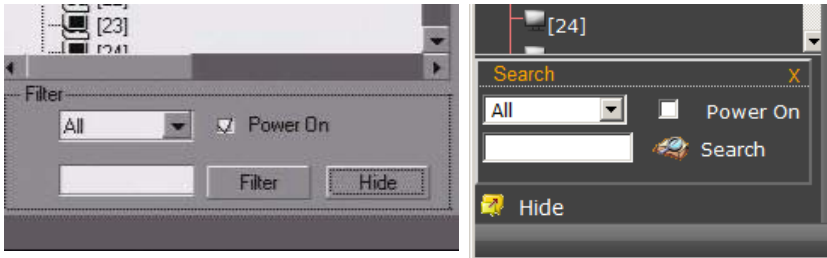 [23]
[24]
Filter
All
Power On
Filter
Hide
[24]
Search
X
All
Power On
Search
Hide